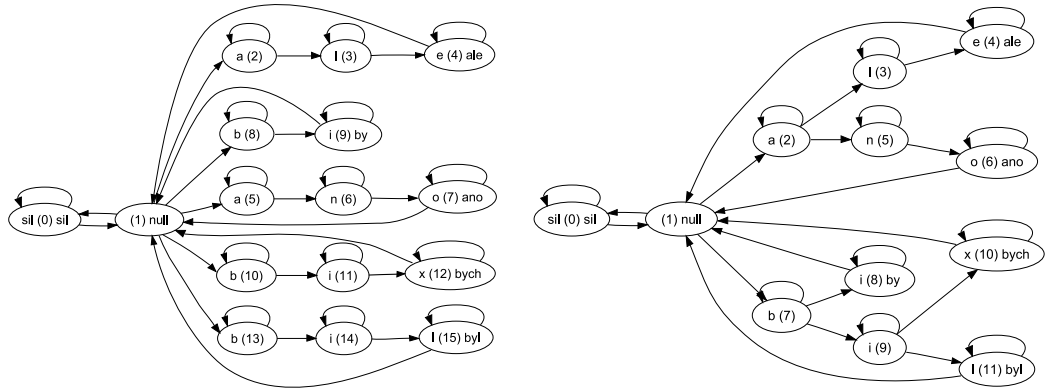 a (2)
l (3)
e (4) ale
b (8)
i (9) by
a (5)
n (6)
o (7) ano
sil (0) sil
(1) null
b (10)
i (11)
x (12) bych
b (13)
i (14)
l (15) byl
e (4) ale
l (3)
a (2)
n (5)
o (6) ano
sil (0) sil
(1) null
x (10) bych
i (8) by
b (7)
i (9)
l (11) byl